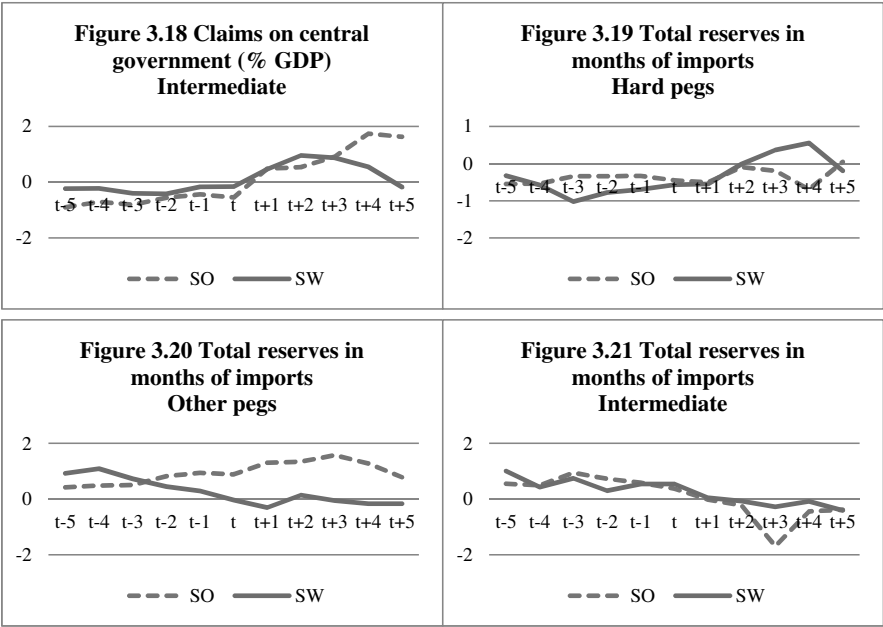 Figure 3.18 Claims on central
government (% GDP)
Intermediate
2
0
-2
t-5 t-4 t-3 t-2 t-1 t t+1 t+2 t+3 t+4 t+5
SO SW
Figure 3.19 Total reserves in
months of imports
Hard pegs
1
0
-1
-2
t-5 t-4 t-3 t-2 t-1 t t+1 t+2 t+3 t+4 t+5
SO SW
Figure 3.20 Total reserves in
months of imports
Other pegs
2
0
-2
t-5 t-4 t-3 t-2 t-1 t t+1 t+2 t+3 t+4 t+5
SO SW
Figure 3.21 Total reserves in
months of imports
Intermediate
2
0
-2
t-5 t-4 t-3 t-2 t-1 t t+1 t+2 t+3 t+4 t+5
SO SW